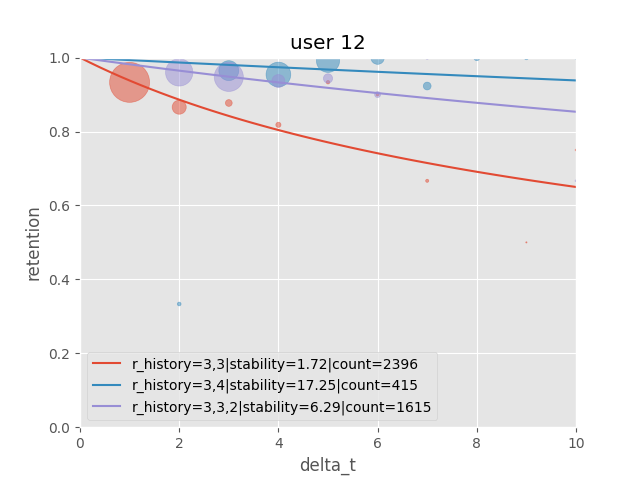 user 12
1.0
0.8
0.6
0.4
0.2
0.0
retention
r_history=3,3|stability=1.72|count=2396
r_history=3,4|stability=17.25|count=415
r_history=3,3,2|stability=6.29|count=1615
0 2 4 6 8 10
delta_t